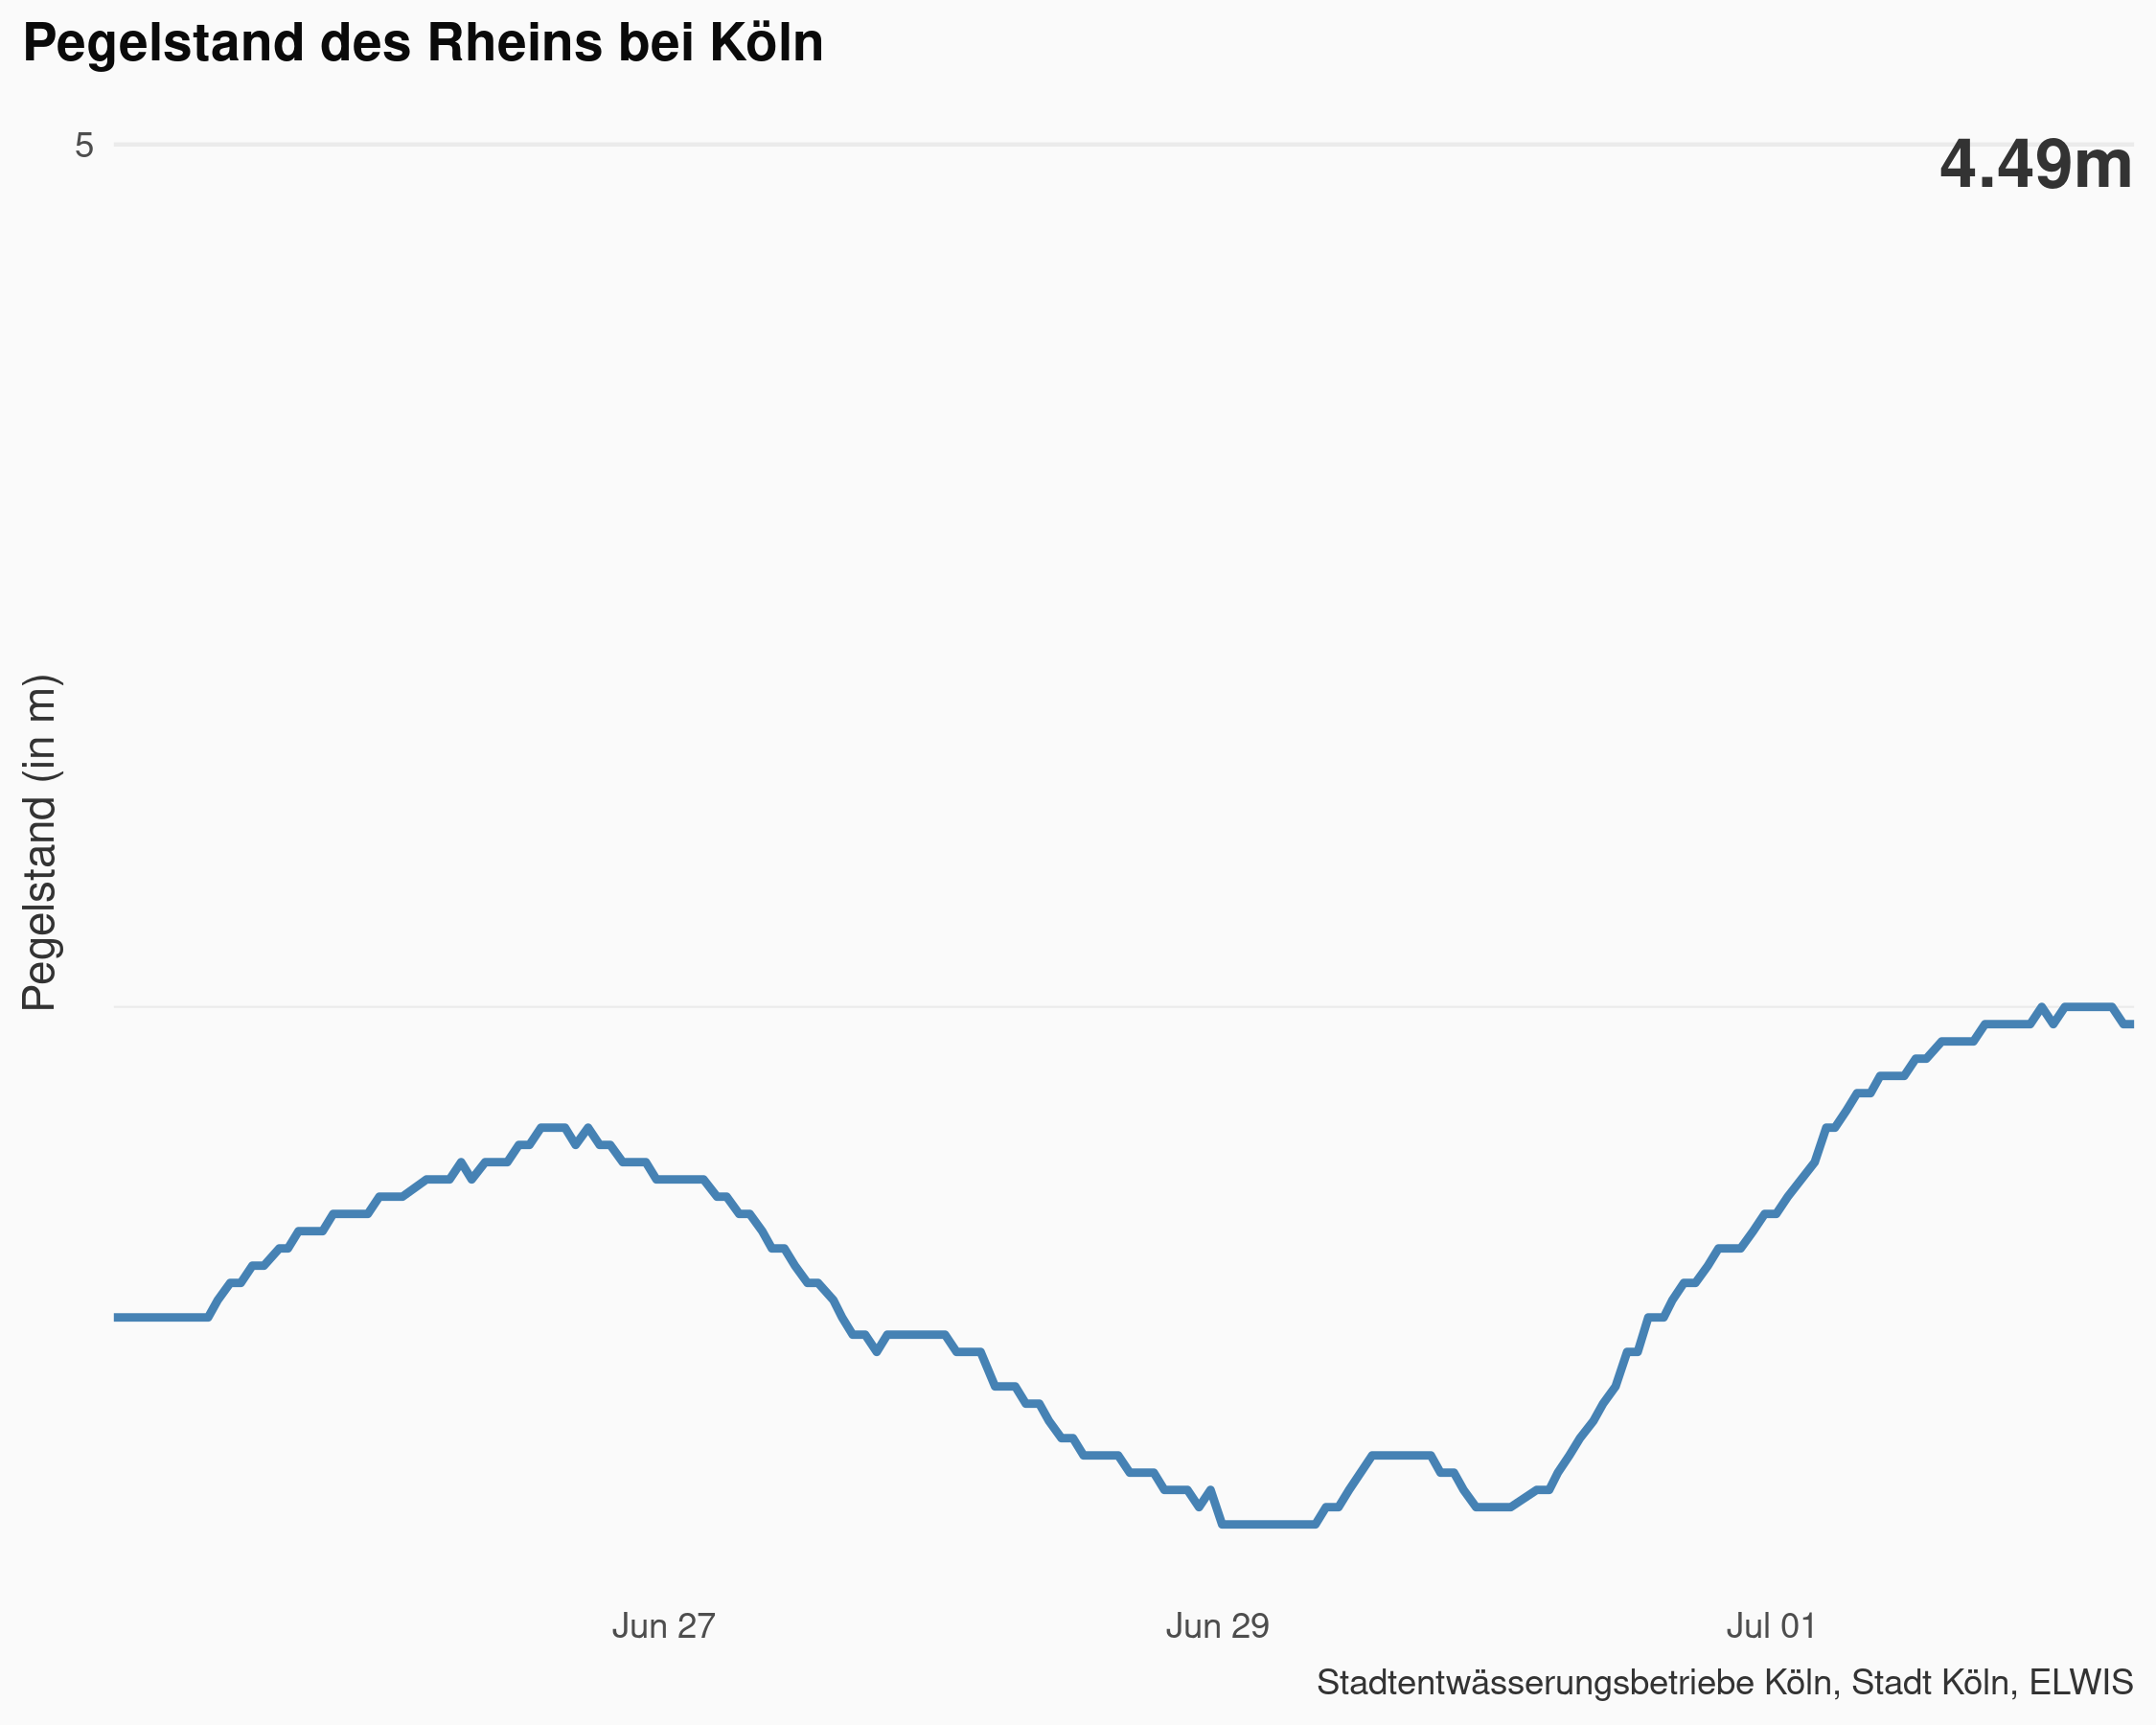 Pegelstand des Rheins bei Köln
5
4.49m
Pegelstand (in m)
Jun 27
Jun 29
Jul 01
Stadtentwässerungsbetriebe Köln, Stadt Köln, ELWIS